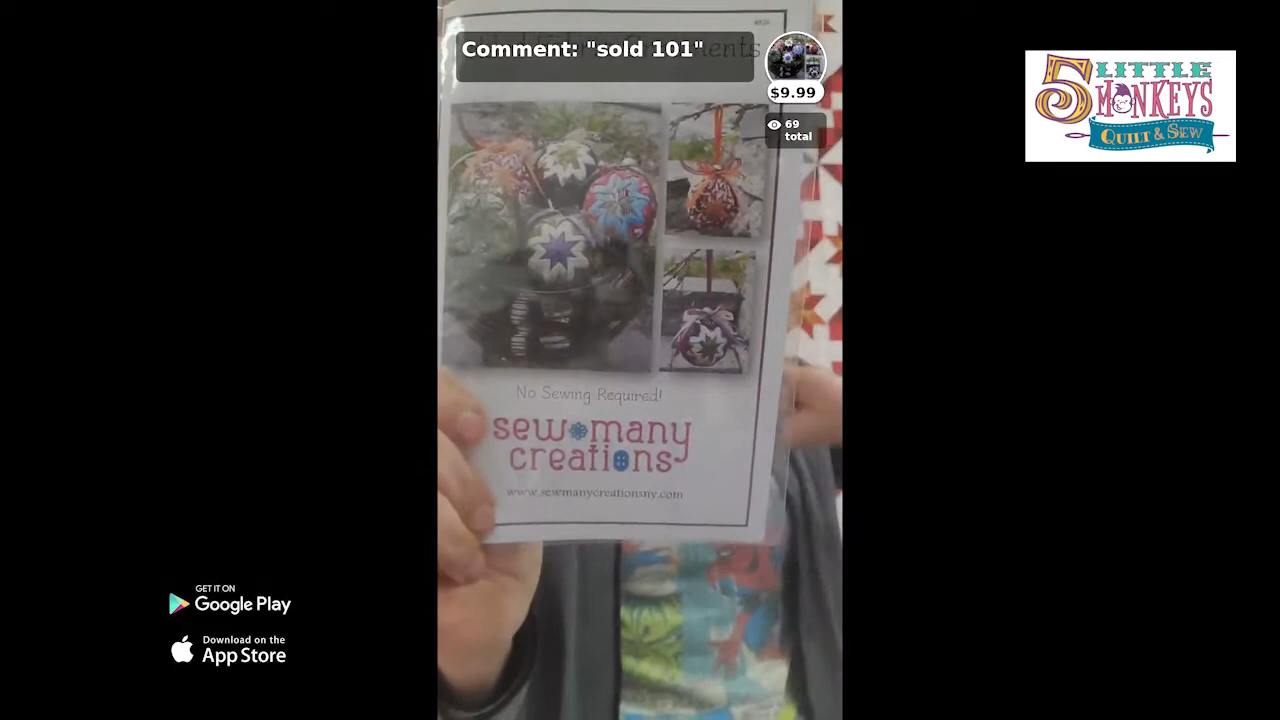 Comment: "sold 101"
$9.99
69
total
5 LITTLE
MONKEYS
QUILT & SEW
No Sewing Required!
sew many
creations
www.sewmanycreationsny.com
GET IT ON
Google Play
Download on the
App Store